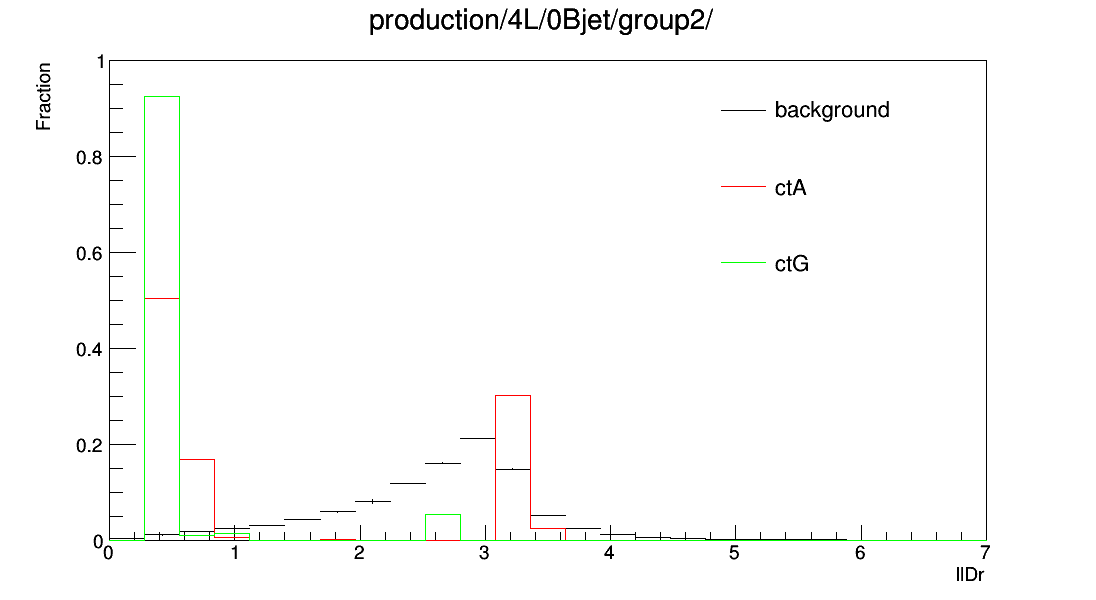 production/4L/0Bjet/group2/
Fraction
1
0.8
0.6
0.4
0.2
0
background
ctA
ctG
0 1 2 3 4 5 6 7
llDr